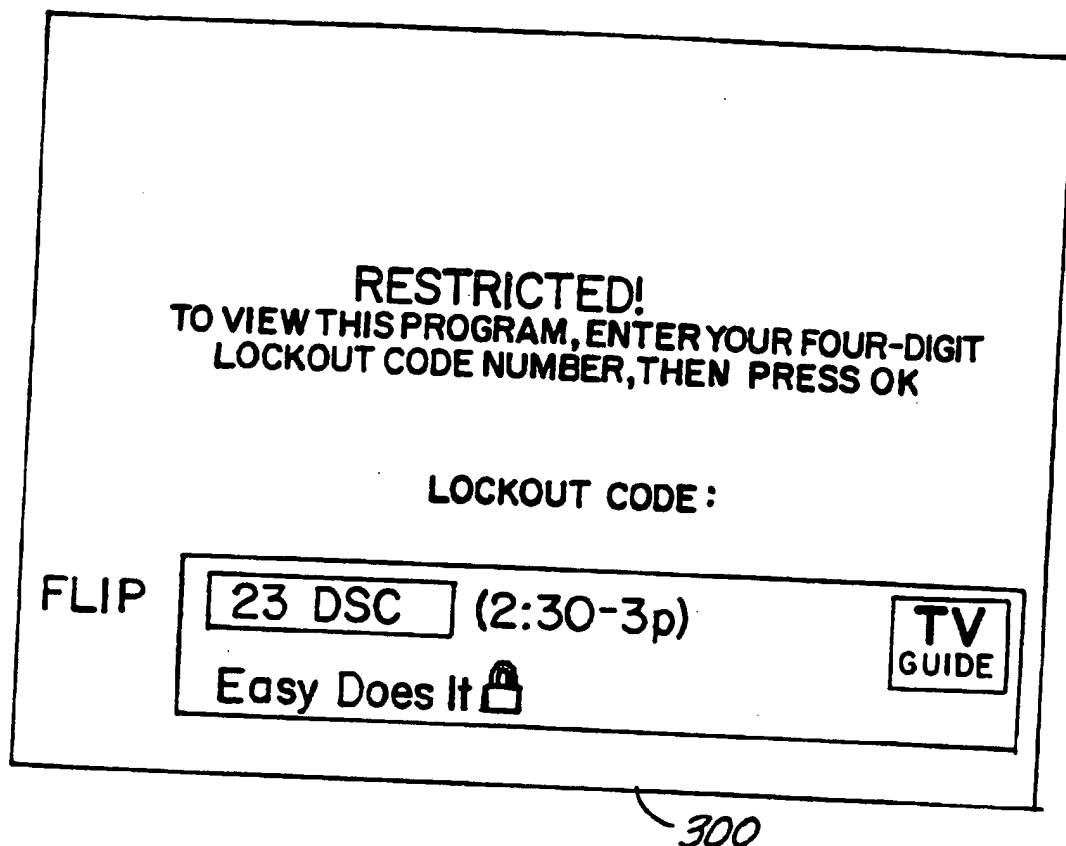 RESTRICTED!
TO VIEW THIS PROGRAM, ENTER YOUR FOUR-DIGIT
LOCKOUT CODE NUMBER, THEN PRESS OK
LOCKOUT CODE:
FLIP
23 DSC (2:30-3p)
TV
GUIDE
Easy Does It
300